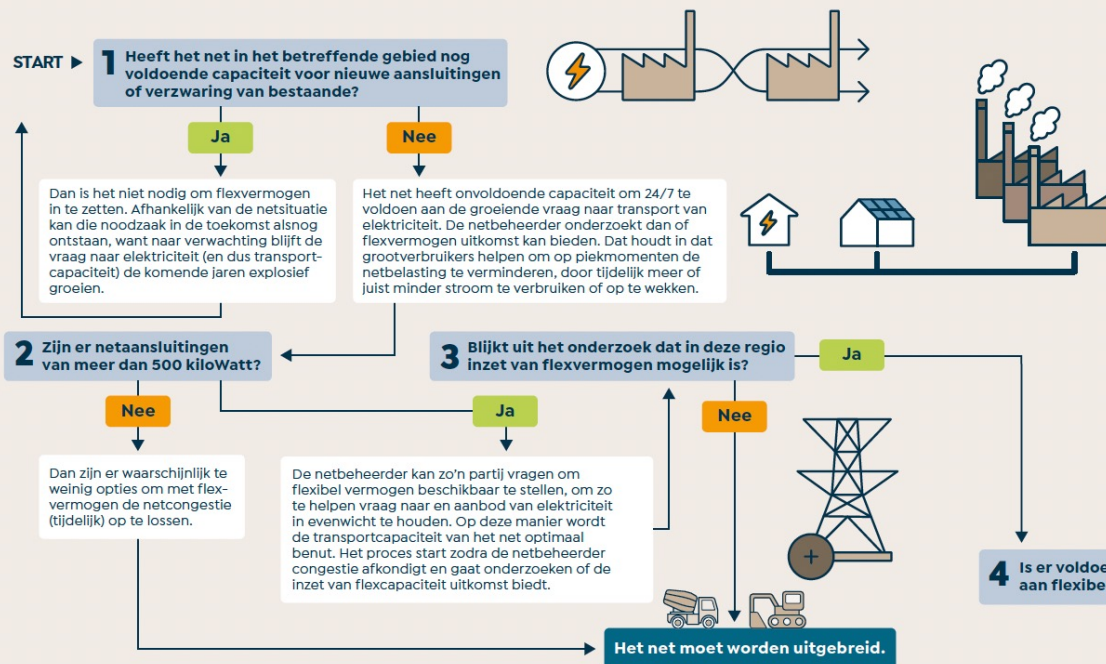 START
1 Heeft het net in het betreffende gebied nog
voldoende capaciteit voor nieuwe aansluitingen
of verzwaring van bestaande?
Ja
Nee
Dan is het niet nodig om flexvermogen
in te zetten. Afhankelijk van de netsituatie
kan die noodzaak in de toekomst alsnog
ontstaan, want naar verwachting blijft de
vraag naar elektriciteit (en dus transport-
capaciteit) de komende jaren explosief
groeien.
Het net heeft onvoldoende capaciteit om 24/7 te
voldoen aan de groeiende vraag naar transport van
elektriciteit. De netbeheerder onderzoekt dan of
flexvermogen uitkomst kan bieden. Dat houdt in dat
grootverbruikers helpen om op piekmomenten de
netbelasting te verminderen, door tijdelijk meer of
juist minder stroom te verbruiken of op te wekken.
2 Zijn er netaansluitingen
van meer dan 500 kiloWatt?
Nee
Ja
Dan zijn er waarschijnlijk te
weinig opties om met flex-
vermogen de netcongestie
(tijdelijk) op te lossen.
De netbeheerder kan zo'n partij vragen om
flexibel vermogen beschikbaar te stellen, om zo
te helpen vraag naar en aanbod van elektriciteit
in evenwicht te houden. Op deze manier wordt
de transportcapaciteit van het net optimaal
benut. Het proces start zodra de netbeheerder
congestie afkondigt en gaat onderzoeken of de
inzet van flexcapaciteit uitkomst biedt.
3 Blijkt uit het onderzoek dat in deze regio
inzet van flexvermogen mogelijk is?
Ja
Nee
4 Is er voldoe
aan flexibe
Het net moet worden uitgebreid.